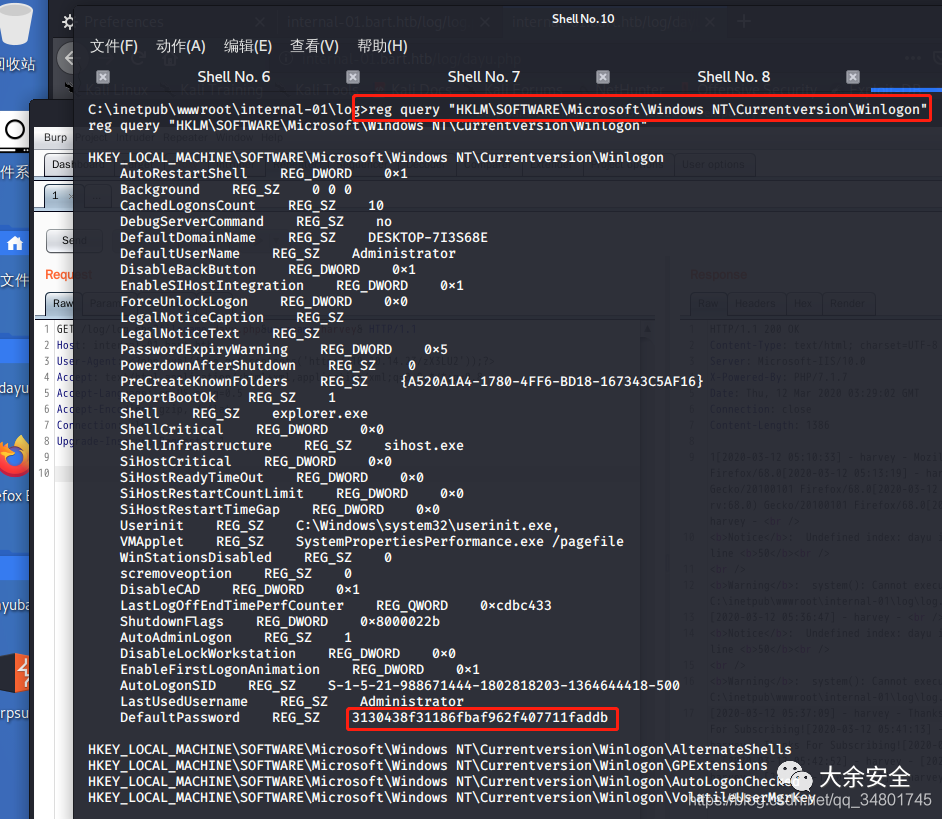 Shell No. 10
Preferences
文件(F) 动作(A) 编辑(E) 查看(V) 帮助(H)
Shell No. 6 Shell No. 7 Shell No. 8
C:\inetpub\wwwroot\internal-01\log>reg query "HKLM\SOFTWARE\Microsoft\Windows NT\Currentversion\Winlogon"
reg query "HKLM\SOFTWARE\Microsoft\Windows NT\Currentversion\Winlogon"
HKEY_LOCAL_MACHINE\SOFTWARE\Microsoft\Windows NT\Currentversion\Winlogon
AutoRestartShell REG_DWORD 0×1
Background REG_SZ 0 0 0
CachedLogonsCount REG_SZ 10
DebugServerCommand REG_SZ no
DefaultDomainName REG_SZ DESKTOP-7I3S68E
DefaultUserName REG_SZ Administrator
DisableBackButton REG_DWORD 0×1
EnableSIHostIntegration REG_DWORD 0×1
ForceUnlockLogon REG_DWORD 0×0
LegalNoticeCaption REG_SZ
LegalNoticeText REG_SZ
PasswordExpiryWarning REG_DWORD 0×5
PowerdownAfterShutdown REG_SZ 0
PreCreateKnownFolders REG_SZ {A520A1A4-1780-4FF6-BD18-167343C5AF16}
ReportBootOk REG_SZ 1
Shell REG_SZ explorer.exe
ShellCritical REG_DWORD 0×0
ShellInfrastructure REG_SZ sihost.exe
SiHostCritical REG_DWORD 0×0
SiHostReadyTimeOut REG_DWORD 0×0
SiHostRestartCountLimit REG_DWORD 0×0
SiHostRestartTimeGap REG_DWORD 0×0
Userinit REG_SZ C:\Windows\system32\userinit.exe,
VMApplet REG_SZ SystemPropertiesPerformance.exe /pagefile
WinStationsDisabled REG_SZ 0
scremoveoption REG_SZ 0
DisableCAD REG_DWORD 0×1
LastLogOffEndTimePerfCounter REG_QWORD 0×cdbc433
ShutdownFlags REG_DWORD 0×8000022b
AutoAdminLogon REG_SZ 1
DisableLockWorkstation REG_DWORD 0×0
EnableFirstLogonAnimation REG_DWORD 0×1
AutoLogonSID REG_SZ S-1-5-21-988671444-1802818203-1364644418-500
LastUsedUsername REG_SZ Administrator
DefaultPassword REG_SZ 3130438f31186fbaf962f407711faddb
HKEY_LOCAL_MACHINE\SOFTWARE\Microsoft\Windows NT\Currentversion\Winlogon\AlternateShells
HKEY_LOCAL_MACHINE\SOFTWARE\Microsoft\Windows NT\Currentversion\Winlogon\GPExtensions
HKEY_LOCAL_MACHINE\SOFTWARE\Microsoft\Windows NT\Currentversion\Winlogon\AutoLogonChecked
HKEY_LOCAL_MACHINE\SOFTWARE\Microsoft\Windows NT\Currentversion\Winlogon\VolatileUserMgrKey
大余安全
https://blog.csdn.net/qq_34801745
Burp
Raw